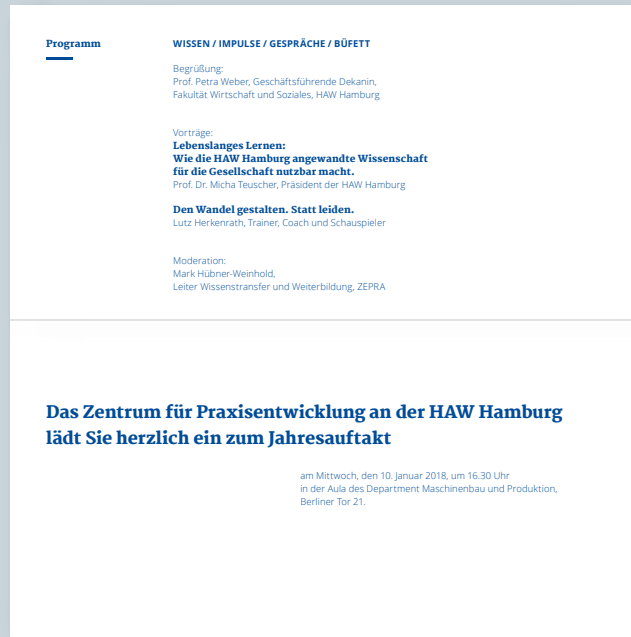 Programm
WISSEN / IMPULSE / GESPRÄCHE / BÜFETT
Begrüßung:
Prof. Petra Weber, Geschäftsführende Dekanin,
Fakultät Wirtschaft und Soziales, HAW Hamburg
Vorträge:
Lebenslanges Lernen:
Wie die HAW Hamburg angewandte Wissenschaft
für die Gesellschaft nutzbar macht.
Prof. Dr. Micha Teuscher, Präsident der HAW Hamburg
Den Wandel gestalten. Statt leiden.
Lutz Herkenrath, Trainer, Coach und Schauspieler
Moderation:
Mark Hübner-Weinhold,
Leiter Wissenstransfer und Weiterbildung, ZEPRA
Das Zentrum für Praxisentwicklung an der HAW Hamburg
lädt Sie herzlich ein zum Jahresauftakt
am Mittwoch, den 10. Januar 2018, um 16.30 Uhr
in der Aula des Department Maschinenbau und Produktion,
Berliner Tor 21.